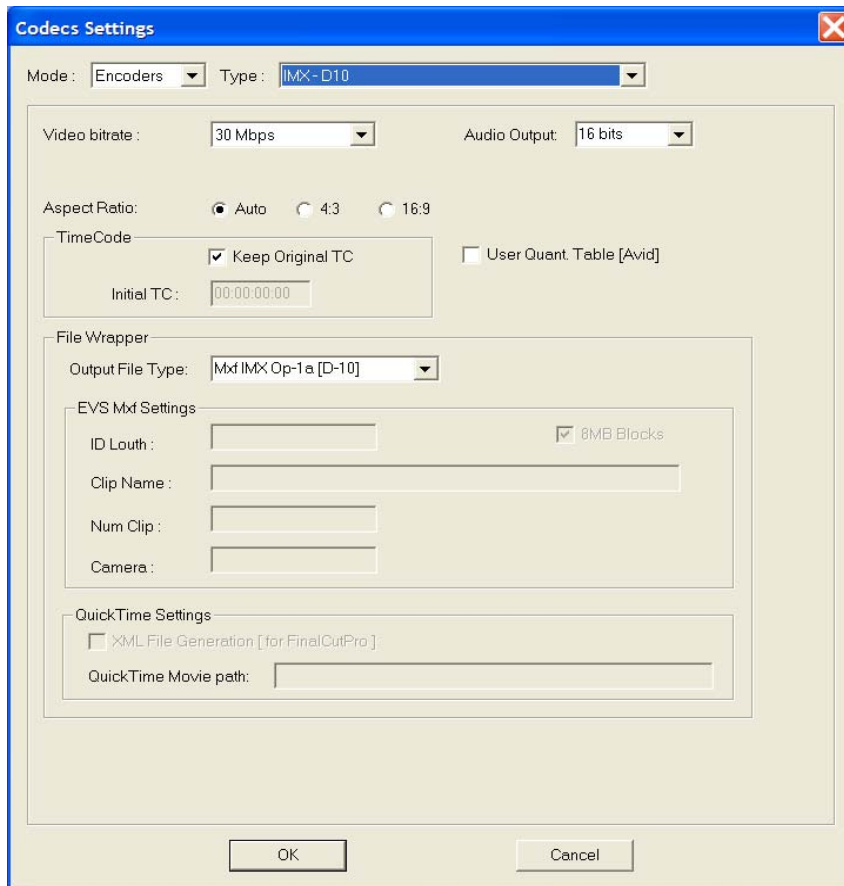 Codecs Settings
Mode : Encoders Type : IMX - D10
Video bitrate : 30 Mbps Audio Output: 16 bits
Aspect Ratio: Auto 4:3 16:9
TimeCode
Keep Original TC User Quant. Table [Avid]
Initial TC : 00:00:00:00
File Wrapper
Output File Type: Mxf IMX Op-1a [D-10]
EVS Mxf Settings
ID Louth : 8MB Blocks
Clip Name :
Num Clip :
Camera :
QuickTime Settings
XML File Generation [ for FinalCutPro ]
QuickTime Movie path:
OK Cancel